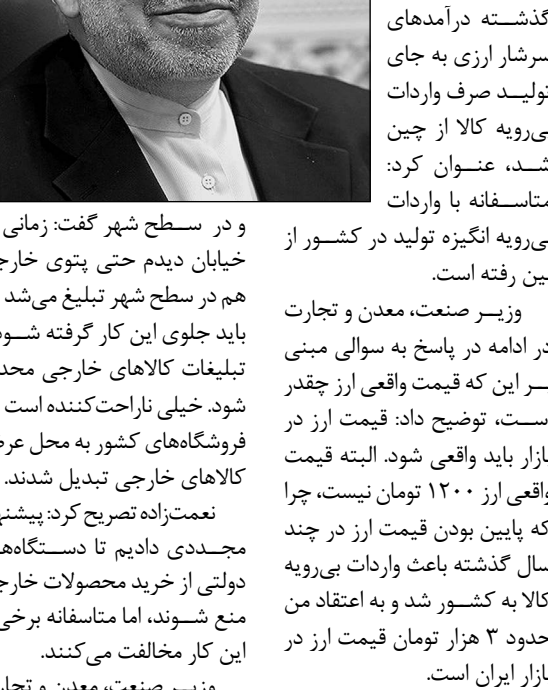 گذشته درآمدهای
سرشار ارزی به جای
تولید صرف واردات
بی‌رویه کالا از چین
شد، عنوان کرد:
متاسفانه با واردات
بی‌رویه انگیزه تولید در کشور از
بین رفته است.
وزیر صنعت، معدن و تجارت
در ادامه در پاسخ به سوالی مبنی
بر این که قیمت واقعی ارز چقدر
است، توضیح داد: قیمت ارز در
بازار باید واقعی شود. البته قیمت
واقعی ارز ۱۲۰۰ تومان نیست، چرا
که پایین بودن قیمت ارز در چند
سال گذشته باعث واردات بی‌رویه
کالا به کشور شد و به اعتقاد من
حدود ۳ هزار تومان قیمت ارز در
بازار ایران است.
و در سطح شهر گفت: زمانی
خیابان دیدم حتی پتوی
هم در سطح شهر تبلیغ می‌شد
باید جلوی این کار گرفته
تبلیغات کالاهای خارجی
شود. خیلی ناراحت‌کننده است
فروشگاه‌های کشور به محل
کالاهای خارجی تبدیل شدند.
نعمت‌زاده تصریح کرد:
مجددی دادیم تا
دولتی از خرید محصولات
منع شوند، اما متاسفانه برخی
این کار مخالفت می‌کنند.
وزیر صنعت، معدن و